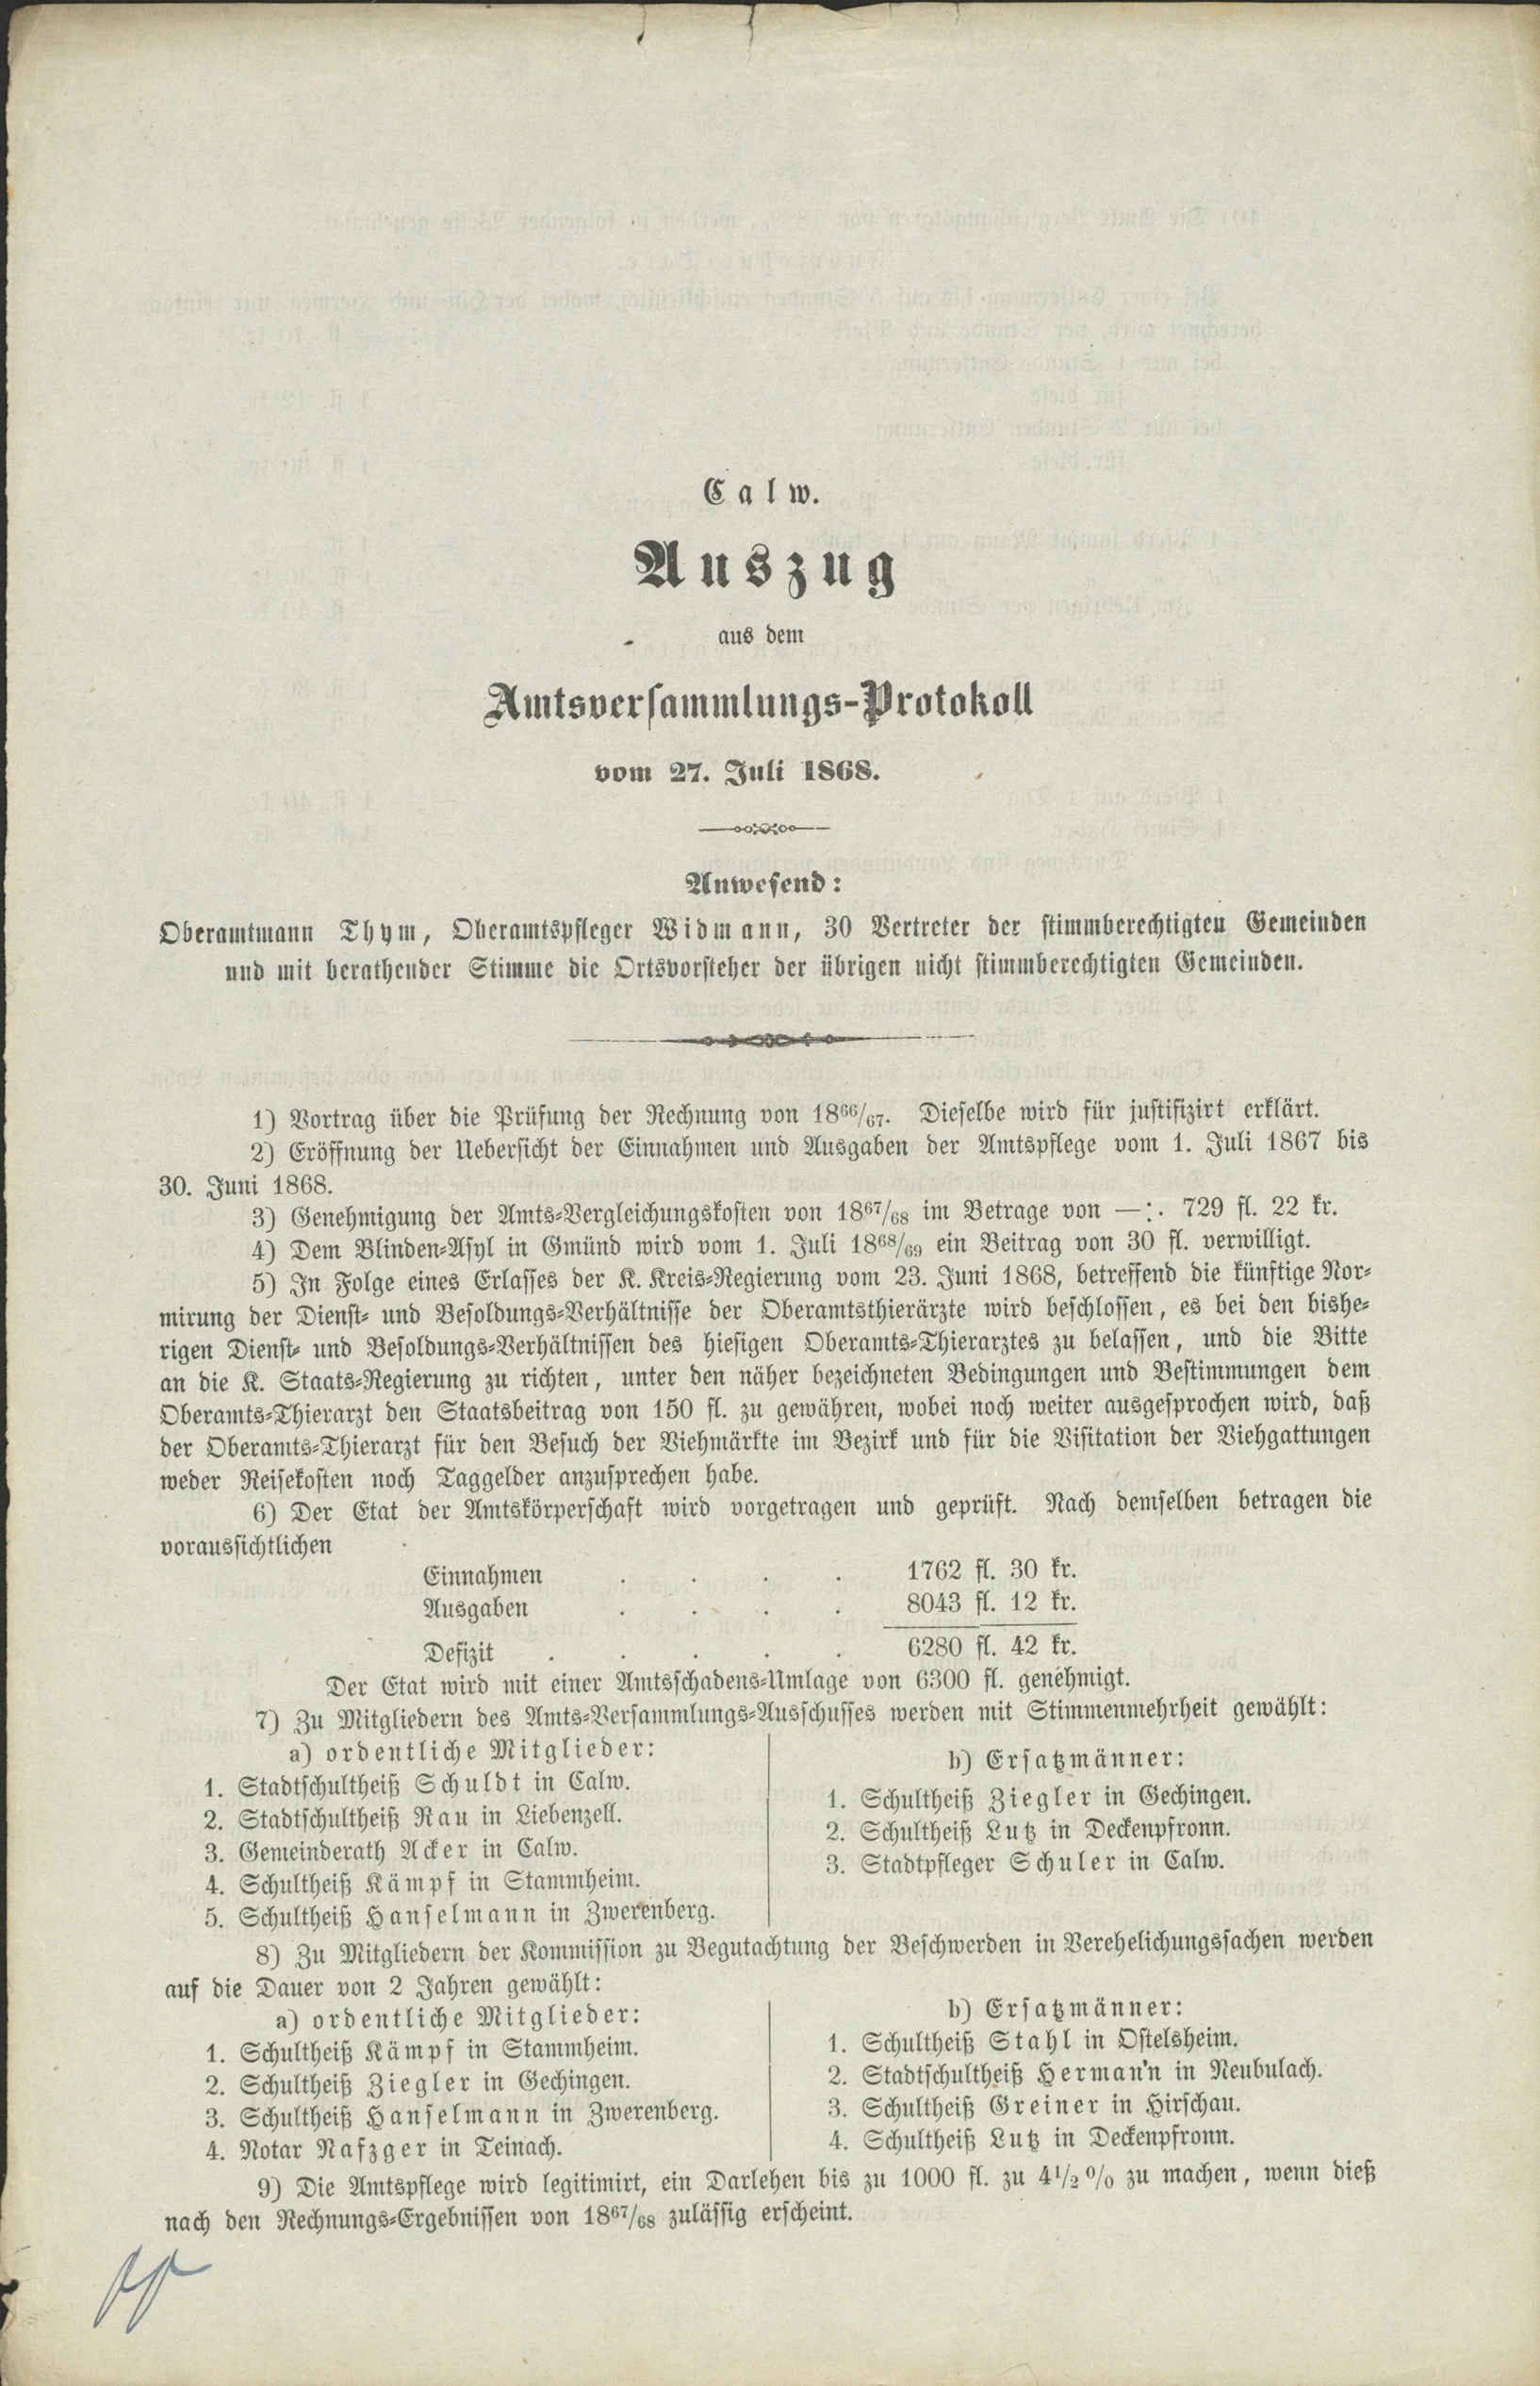 Calw.
Auszug
aus dem
Amtsversammlungs-Protokoll
vom 27. Juli 1868.
Anwesend:
Oberamtmann Thym, Oberamtspfleger Widmann, 30 Vertreter der stimmberechtigten Gemeinden
und mit berathender Stimme die Ortsvorsteher der übrigen nicht stimmberechtigten Gemeinden.
1) Vortrag über die Prüfung der Rechnung von 1866/67. Dieselbe wird für justifizirt erklärt.
2) Eröffnung der Uebersicht der Einnahmen und Ausgaben der Amtspflege vom 1. Juli 1867 bis
30. Juni 1868.
3) Genehmigung der Amts-Vergleichungskosten von 1867/68 im Betrage von —:. 729 fl. 22 kr.
4) Dem Blinden-Asyl in Gmünd wird vom 1. Juli 1868/69 ein Beitrag von 30 fl. verwilligt.
5) In Folge eines Erlasses der K. Kreis-Regierung vom 23. Juni 1868, betreffend die künftige Nor-
mirung der Dienst- und Besoldungs-Verhältnisse der Oberamtsthierärzte wird beschlossen, es bei den bishe-
rigen Dienst- und Besoldungs-Verhältnissen des hiesigen Oberamts-Thierarztes zu belassen, und die Bitte
an die K. Staats-Regierung zu richten, unter den näher bezeichneten Bedingungen und Bestimmungen dem
Oberamts-Thierarzt den Staatsbeitrag von 150 fl. zu gewähren, wobei noch weiter ausgesprochen wird, daß
der Oberamts-Thierarzt für den Besuch der Viehmärkte im Bezirk und für die Visitation der Viehgattungen
weder Reisekosten noch Taggelder anzusprechen habe.
6) Der Etat der Amtskörperschaft wird vorgetragen und geprüft. Nach demselben betragen die
voraussichtlichen
Einnahmen . . . . 1762 fl. 30 kr.
Ausgaben . . . . 8043 fl. 12 kr.
Defizit . . . . . 6280 fl. 42 kr.
Der Etat wird mit einer Amtsschadens-Umlage von 6300 fl. genehmigt.
7) Zu Mitgliedern des Amts-Versammlungs-Ausschusses werden mit Stimmenmehrheit gewählt:
a) ordentliche Mitglieder:
1. Stadtschultheiß Schuldt in Calw.
2. Stadtschultheiß Rau in Liebenzell.
3. Gemeinderath Acker in Calw.
4. Schultheiß Kämpf in Stammheim.
5. Schultheiß Hanselmann in Zwerenberg.
b) Ersatzmänner:
1. Schultheiß Ziegler in Gechingen.
2. Schultheiß Lutz in Deckenpfronn.
3. Stadtpfleger Schuler in Calw.
8) Zu Mitgliedern der Kommission zu Begutachtung der Beschwerden in Verehelichungssachen werden
auf die Dauer von 2 Jahren gewählt:
a) ordentliche Mitglieder:
1. Schultheiß Kämpf in Stammheim.
2. Schultheiß Ziegler in Gechingen.
3. Schultheiß Hanselmann in Zwerenberg.
4. Notar Nafzger in Teinach.
b) Ersatzmänner:
1. Schultheiß Stahl in Ostelsheim.
2. Stadtschultheiß Hermann in Neubulach.
3. Schultheiß Greiner in Hirschau.
4. Schultheiß Lutz in Deckenpfronn.
9) Die Amtspflege wird legitimirt, ein Darlehen bis zu 1000 fl. zu 4 1/2 % zu machen, wenn dieß
nach den Rechnungs-Ergebnissen von 1867/68 zulässig erscheint.